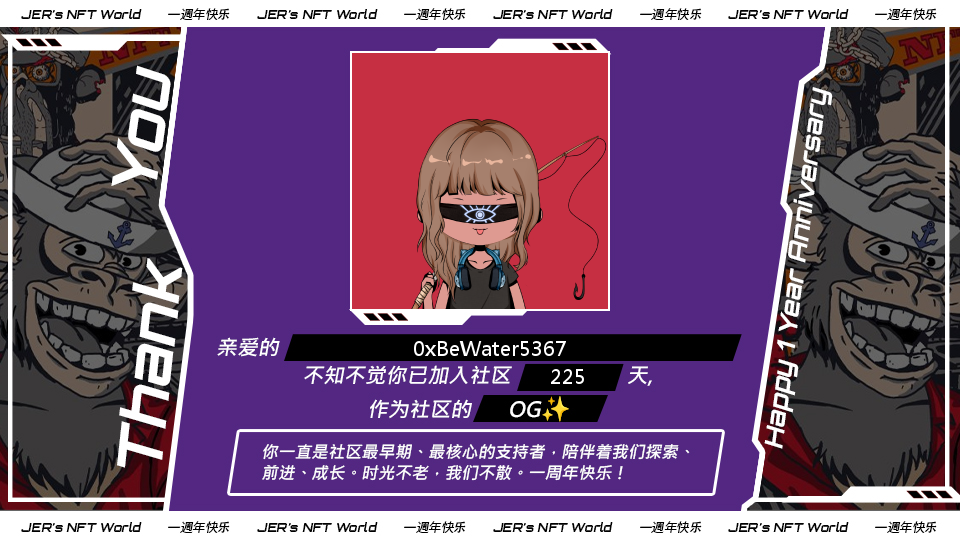 JER's NFT World 一週年快乐 JER's NFT World 一週年快乐 JER's NFT World 一週年快乐 JER's NFT World 一週年快乐
Thank You
亲爱的 0xBeWater5367
不知不觉你已加入社区 225 天,
作为社区的 OG✨
你一直是社区最早期、最核心的支持者，陪伴着我们探索、
前进、成长。时光不老，我们不散。一周年快乐！
Happy 1 Year Anniversary
JER's NFT World 一週年快乐 JER's NFT World 一週年快乐 JER's NFT World 一週年快乐 JER's NFT World 一週年快乐